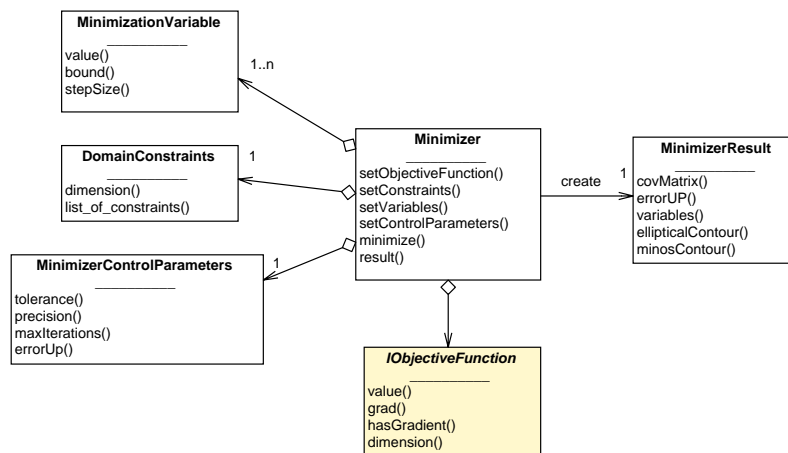 MinimizationVariable
value()
bound()
stepSize()
1..n
DomainConstraints
dimension()
list_of_constraints()
1
MinimizerControlParameters
tolerance()
precision()
maxIterations()
errorUp()
1
Minimizer
setObjectiveFunction()
setConstraints()
setVariables()
setControlParameters()
minimize()
result()
create
1
MinimizerResult
covMatrix()
errorUP()
variables()
ellipticalContour()
minosContour()
IObjectiveFunction
value()
grad()
hasGradient()
dimension()